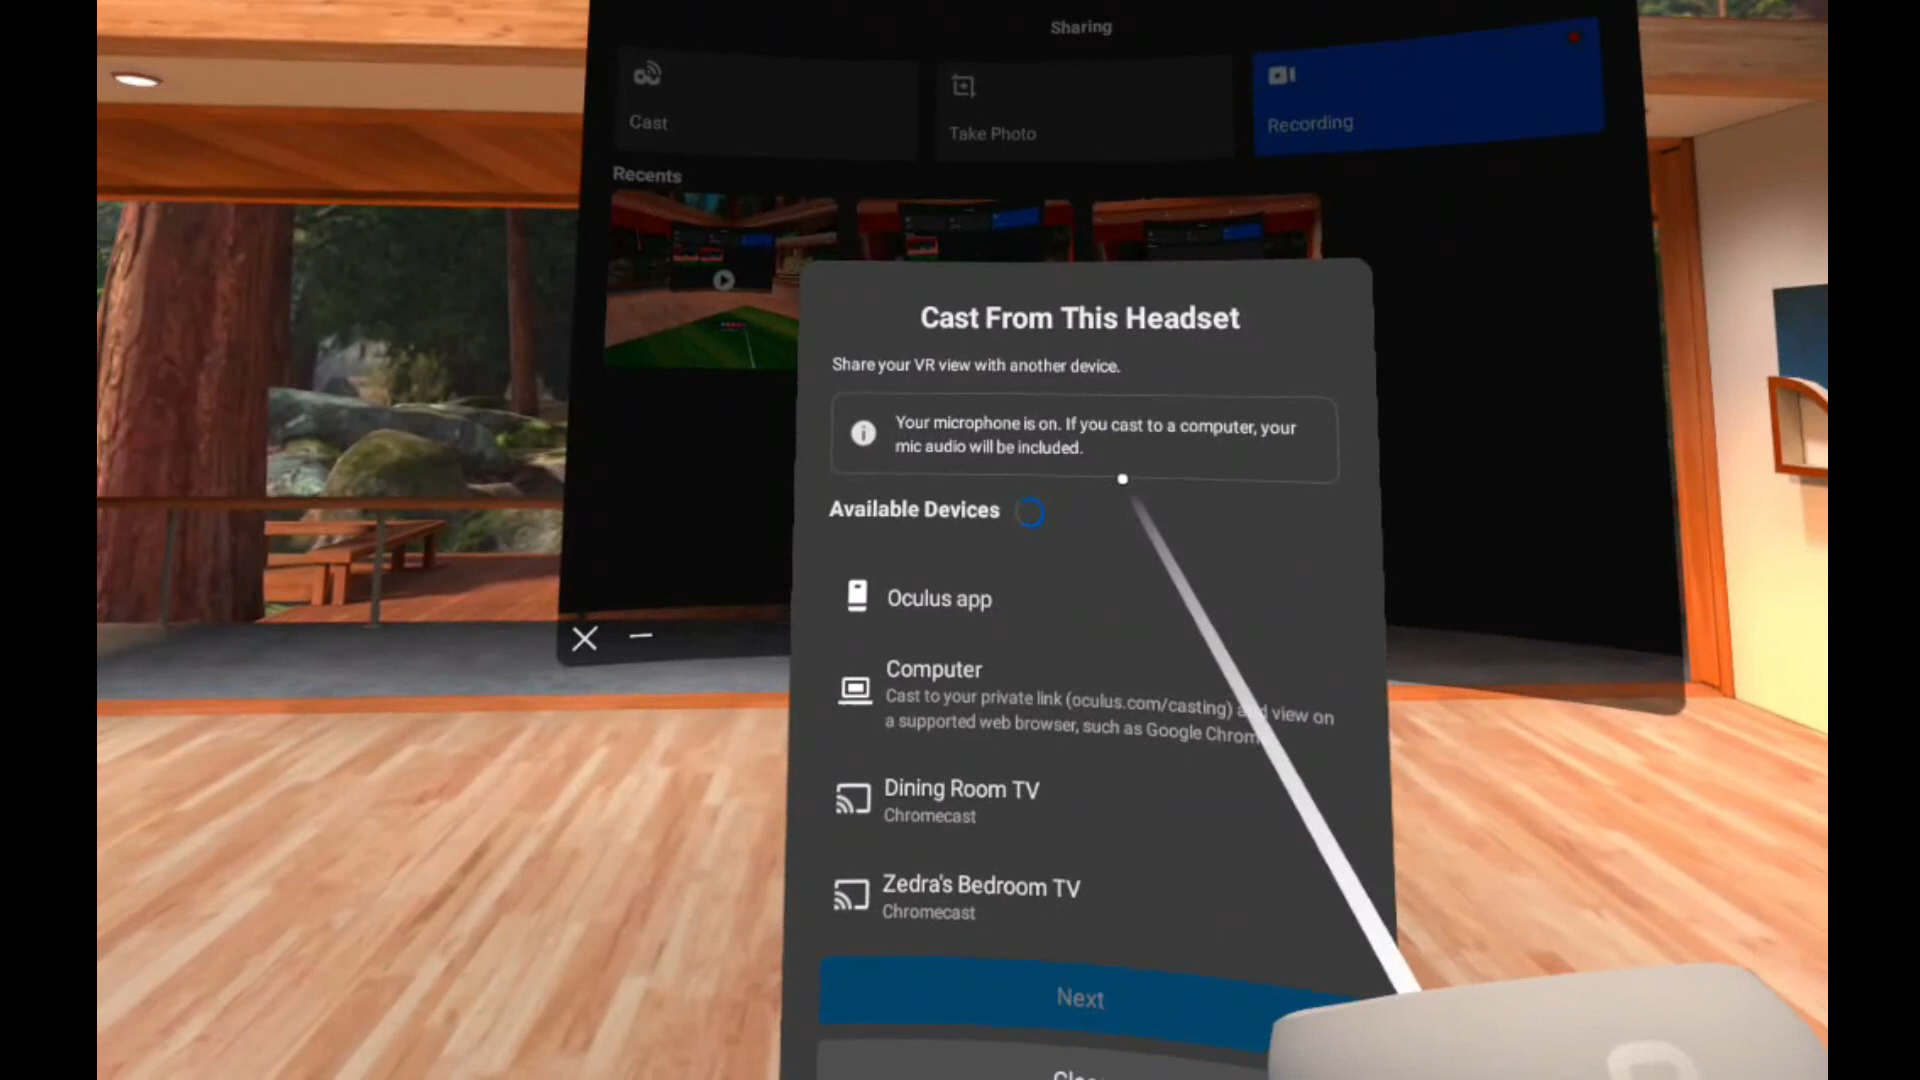 Sharing
Cast
Take Photo
Recording
Recents
Cast From This Headset
Share your VR view with another device.
Your microphone is on. If you cast to a computer, your
mic audio will be included.
Available Devices
Oculus app
Computer
Cast to your private link (oculus.com/casting) and view on
a supported web browser, such as Google Chrom
Dining Room TV
Chromecast
Zedra's Bedroom TV
Chromecast
Next